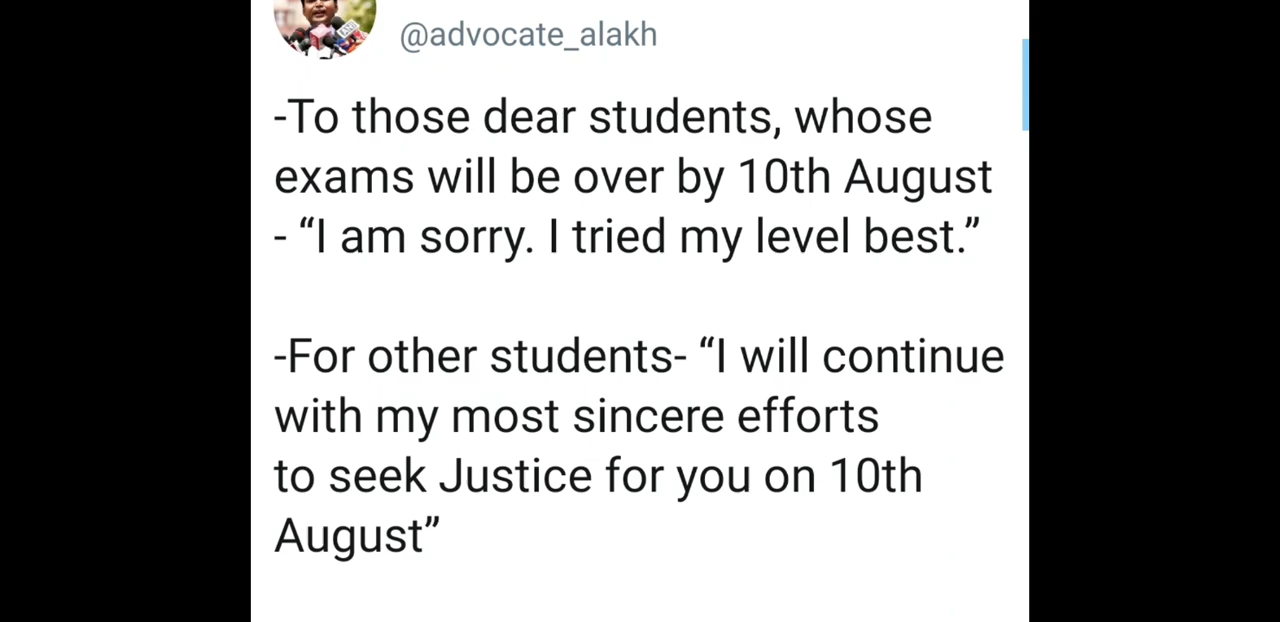 @advocate_alakh
-To those dear students, whose
exams will be over by 10th August
- “I am sorry. I tried my level best.”
-For other students- “I will continue
with my most sincere efforts
to seek Justice for you on 10th
August”